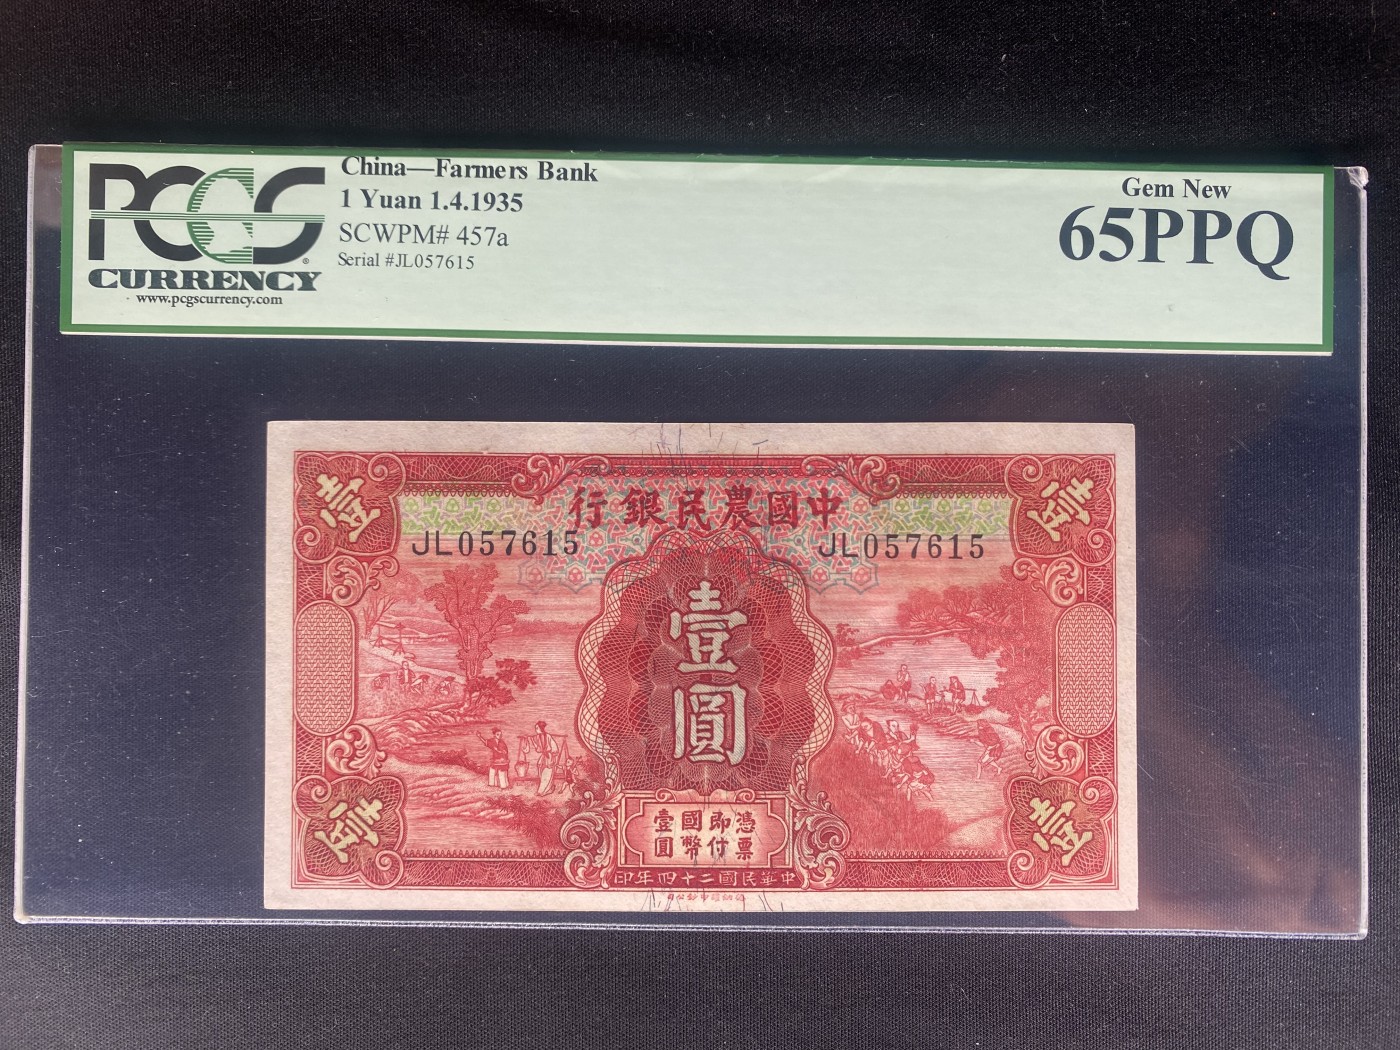 PCGS
CURRENCY
www.pcgscurrency.com
China—Farmers Bank
1 Yuan 1.4.1935
SCWPM# 457a
Serial #JL057615
Gem New
65PPQ
壹
行銀民農國中
壹
JL057615
JL057615
壹
圓
憑票
即付
國幣
壹圓
壹
壹
印年四十二國民華中